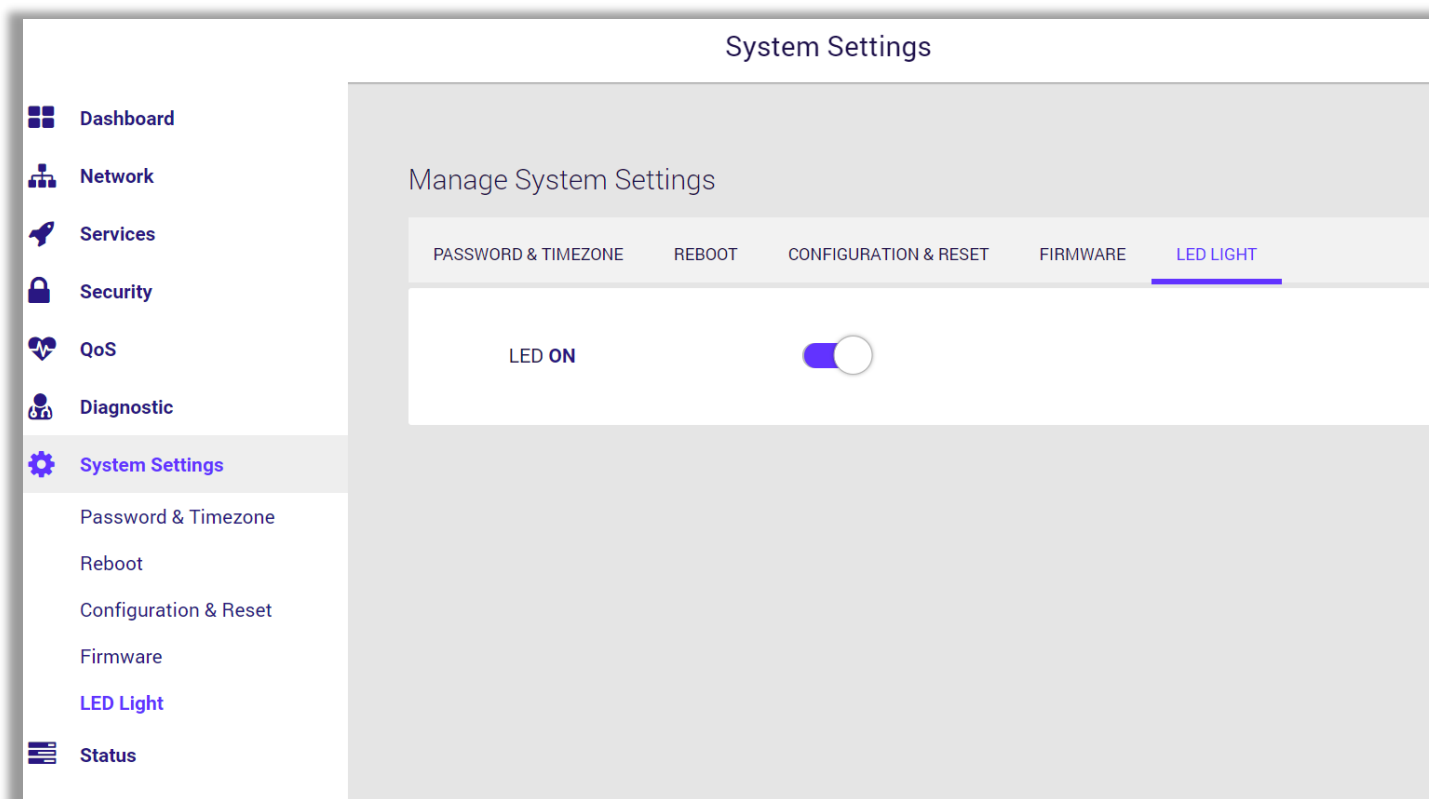 System Settings
Dashboard
Network
Services
Security
QoS
Diagnostic
System Settings
Password & Timezone
Reboot
Configuration & Reset
Firmware
LED Light
Status
Manage System Settings
PASSWORD & TIMEZONE REBOOT CONFIGURATION & RESET FIRMWARE LED LIGHT
LED ON